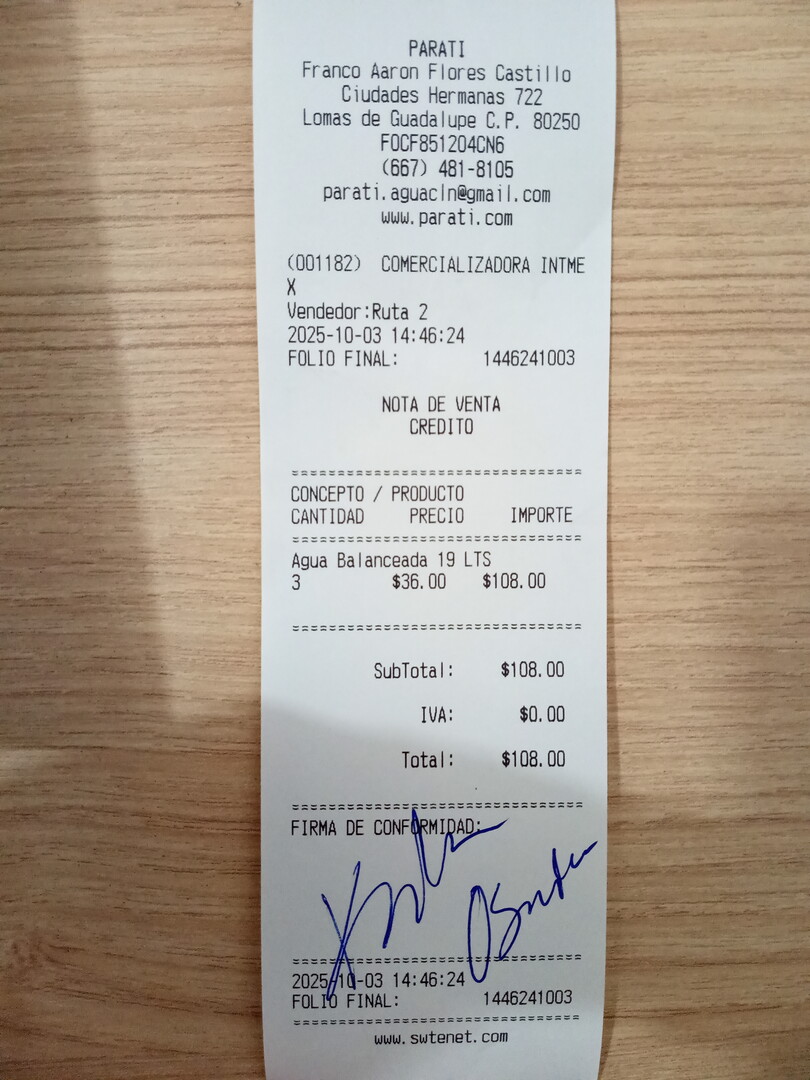 PARATI
Franco Aaron Flores Castillo
Ciudades Hermanas 722
Lomas de Guadalupe C.P. 80250
FOCF851204CN6
(667) 481-8105
parati.aguacln@gmail.com
www.parati.com
(001182) COMERCIALIZADORA INTME
X
Vendedor:Ruta 2
2025-10-03 14:46:24
FOLIO FINAL: 1446241003
NOTA DE VENTA
CREDITO
CONCEPTO / PRODUCTO
CANTIDAD PRECIO IMPORTE
Agua Balanceada 19 LTS
3 $36.00 $108.00
SubTotal: $108.00
IVA: $0.00
Total: $108.00
FIRMA DE CONFORMIDAD:
2025-10-03 14:46:24
FOLIO FINAL: 1446241003
www.swtenet.com